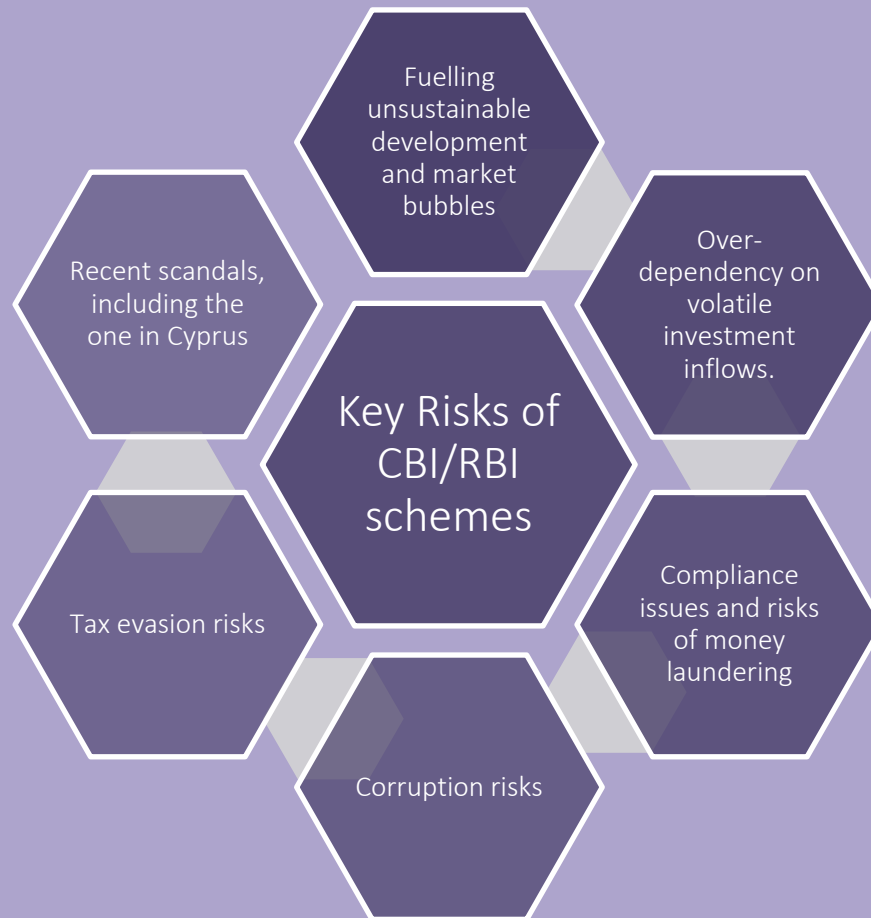 Fuelling
unsustainable
development
and market
bubbles
Over-
dependency on
volatile
investment
inflows.
Compliance
issues and risks
of money
laundering
Corruption risks
Tax evasion risks
Recent scandals,
including the
one in Cyprus
Key Risks of
CBI/RBI
schemes